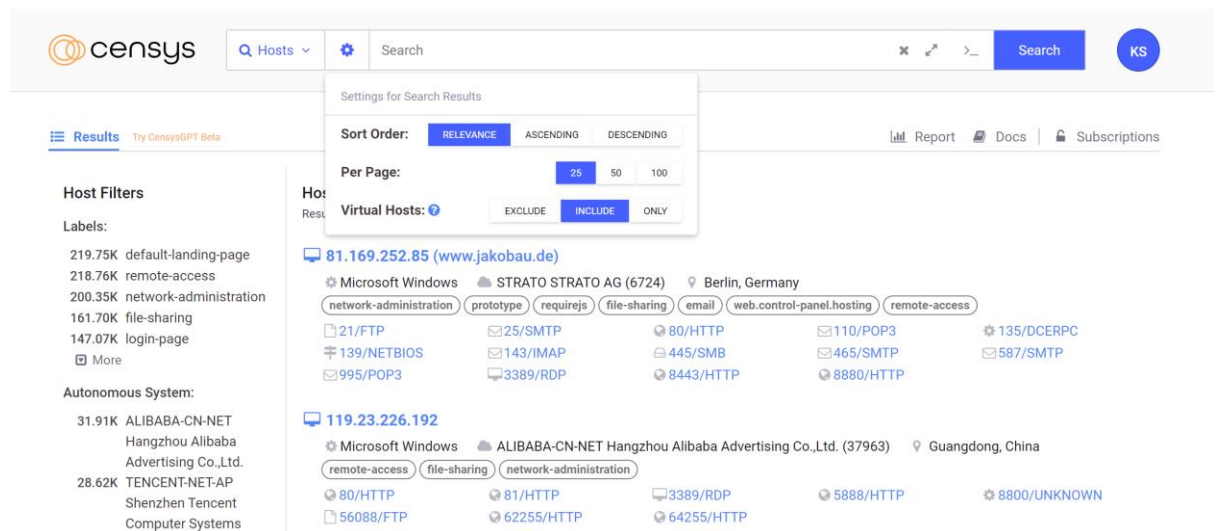 censys
Hosts
Search
>_
Search
KS
Settings for Search Results
Sort Order: RELEVANCE ASCENDING DESCENDING
Per Page: 25 50 100
Virtual Hosts: ? EXCLUDE INCLUDE ONLY
Results Try CensysGPT Beta
Report Docs Subscriptions
Host Filters
Labels:
219.75K default-landing-page
218.76K remote-access
200.35K network-administration
161.70K file-sharing
147.07K login-page
More
Autonomous System:
31.91K ALIBABA-CN-NET
Hangzhou Alibaba
Advertising Co.,Ltd.
28.62K TENCENT-NET-AP
Shenzhen Tencent
Computer Systems
81.169.252.85 (www.jakobau.de)
Microsoft Windows STRATO STRATO AG (6724) Berlin, Germany
network-administration prototype requirejs file-sharing email web.control-panel.hosting remote-access
21/FTP 25/SMTP 80/HTTP 110/POP3 135/DCERPC
139/NETBIOS 143/IMAP 445/SMB 465/SMTP 587/SMTP
995/POP3 3389/RDP 8443/HTTP 8880/HTTP
119.23.226.192
Microsoft Windows ALIBABA-CN-NET Hangzhou Alibaba Advertising Co.,Ltd. (37963) Guangdong, China
remote-access file-sharing network-administration
80/HTTP 81/HTTP 3389/RDP 5888/HTTP 8800/UNKNOWN
56088/FTP 62255/HTTP 64255/HTTP